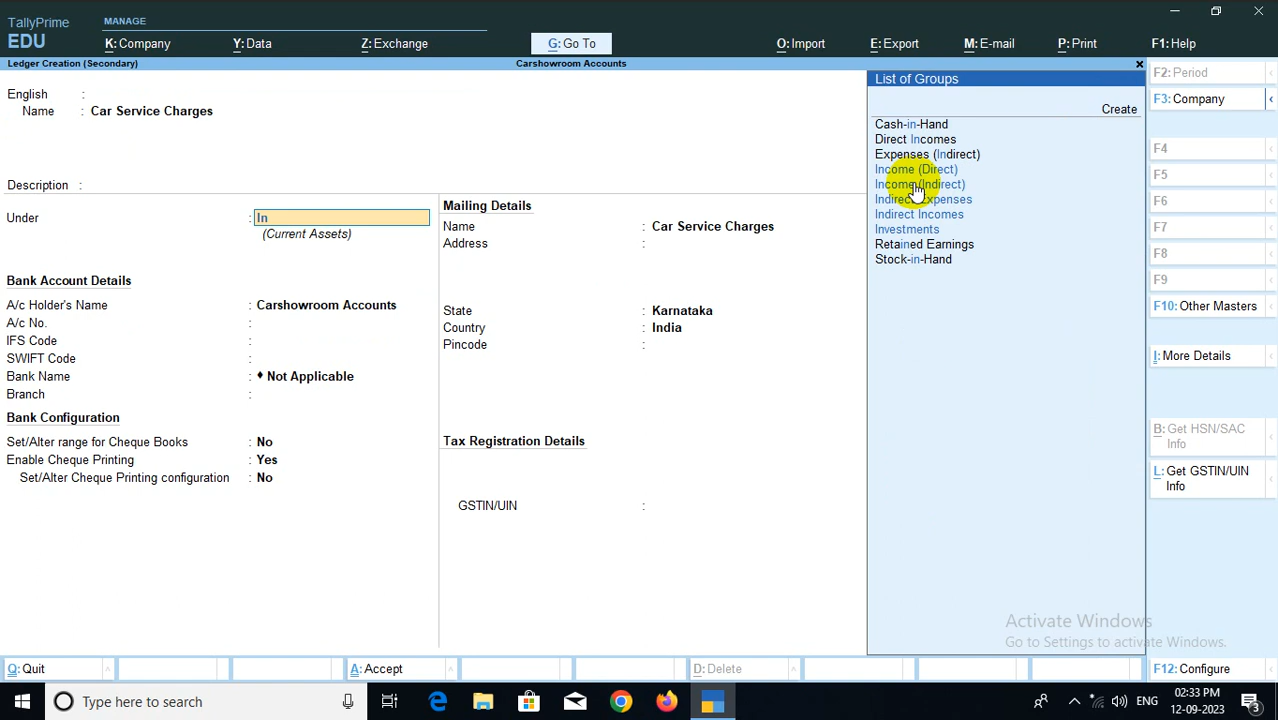 TallyPrime
MANAGE
EDU
K: Company
Y: Data
Z: Exchange
G: Go To
O: Import
E: Export
M: E-mail
P: Print
F1: Help
Ledger Creation (Secondary)
Carshowroom Accounts
English :
Name : Car Service Charges
Description :
Under : In
(Current Assets)
Bank Account Details
A/c Holder's Name : Carshowroom Accounts
A/c No. :
IFS Code :
SWIFT Code :
Bank Name : ♦ Not Applicable
Branch :
Bank Configuration
Set/Alter range for Cheque Books : No
Enable Cheque Printing : Yes
Set/Alter Cheque Printing configuration : No
Mailing Details
Name : Car Service Charges
Address :
State : Karnataka
Country : India
Pincode :
Tax Registration Details
GSTIN/UIN :
List of Groups
Create
Cash-in-Hand
Direct Incomes
Expenses (Indirect)
Income (Direct)
Income (Indirect)
Indirect Expenses
Indirect Incomes
Investments
Retained Earnings
Stock-in-Hand
F2: Period
F3: Company
F4
F5
F6
F7
F8
F9
F10: Other Masters
I: More Details
B: Get HSN/SAC
Info
L: Get GSTIN/UIN
Info
F12: Configure
Activate Windows
Go to Settings to activate Windows.
Q: Quit
A: Accept
D: Delete
Type here to search
ENG
02:33 PM
12-09-2023
3